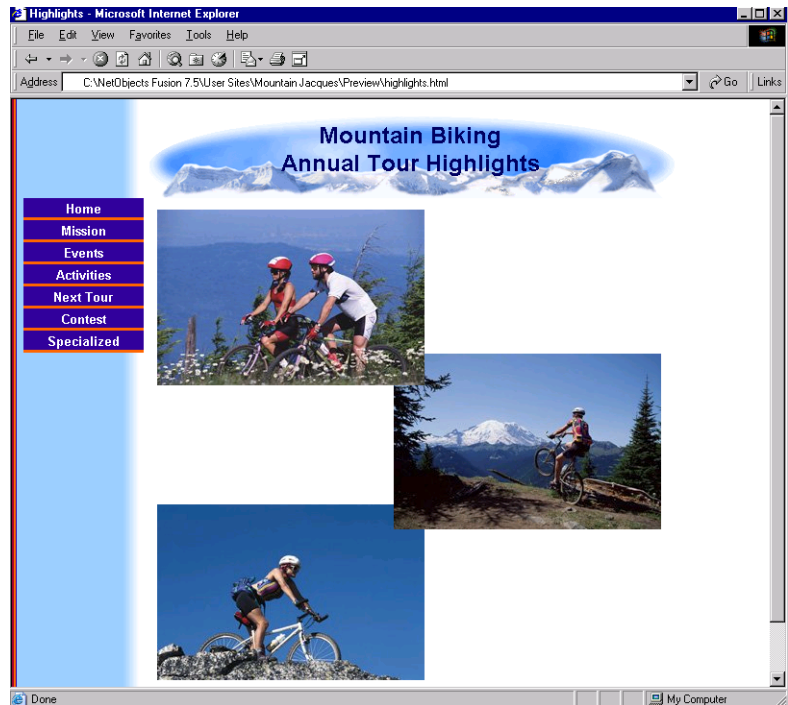 Highlights - Microsoft Internet Explorer
File Edit View Favorites Tools Help
Address C:\NetObjects Fusion 7.5\User Sites\Mountain Jacques\Preview\highlights.html Go Links
Mountain Biking
Annual Tour Highlights
Home
Mission
Events
Activities
Next Tour
Contest
Specialized
Done My Computer